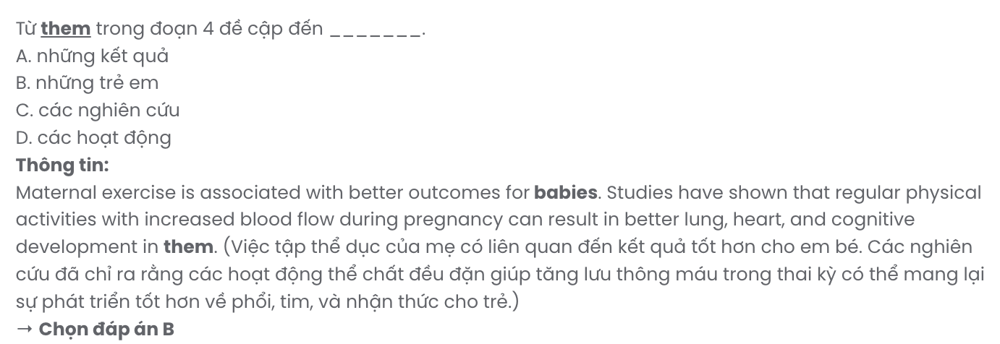 Từ them trong đoạn 4 đề cập đến _______.
A. những kết quả
B. những trẻ em
C. các nghiên cứu
D. các hoạt động
Thông tin:
Maternal exercise is associated with better outcomes for babies. Studies have shown that regular physical
activities with increased blood flow during pregnancy can result in better lung, heart, and cognitive
development in them. (Việc tập thể dục của mẹ có liên quan đến kết quả tốt hơn cho em bé. Các nghiên
cứu đã chỉ ra rằng các hoạt động thể chất đều đặn giúp tăng lưu thông máu trong thai kỳ có thể mang lại
sự phát triển tốt hơn về phổi, tim, và nhận thức cho trẻ.)
→ Chọn đáp án B